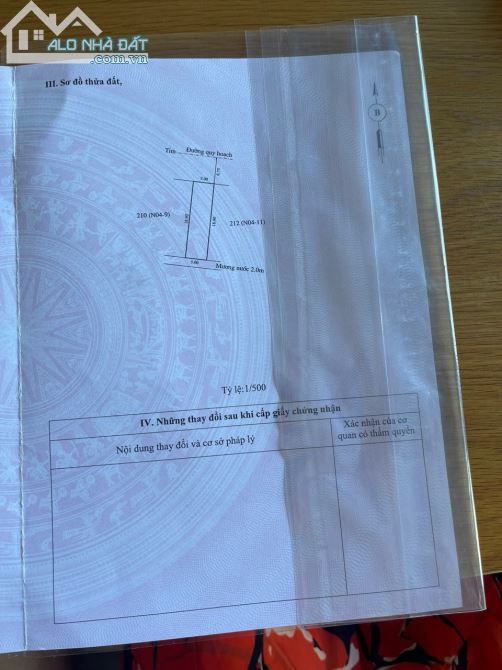 ALO NHÀ ĐẤT
.com.vn
III. Sơ đồ thửa đất,
B
Tim
Đường quy hoạch
5.00
210 (N04-9)
212 (N04-11)
5.00
Mương nước 2.0m
Tỷ lệ: 1/500
IV. Những thay đổi sau khi cấp giấy chứng nhận
Nội dung thay đổi và cơ sở pháp lý
Xác nhận của cơ
quan có thẩm quyền